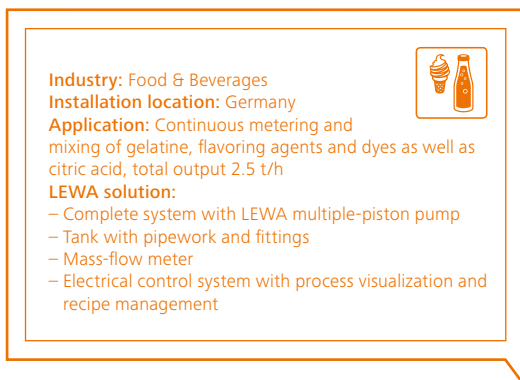 Industry: Food & Beverages
Installation location: Germany
Application: Continuous metering and
mixing of gelatine, flavoring agents and dyes as well as
citric acid, total output 2.5 t/h
LEWA solution:
– Complete system with LEWA multiple-piston pump
– Tank with pipework and fittings
– Mass-flow meter
– Electrical control system with process visualization and
recipe management